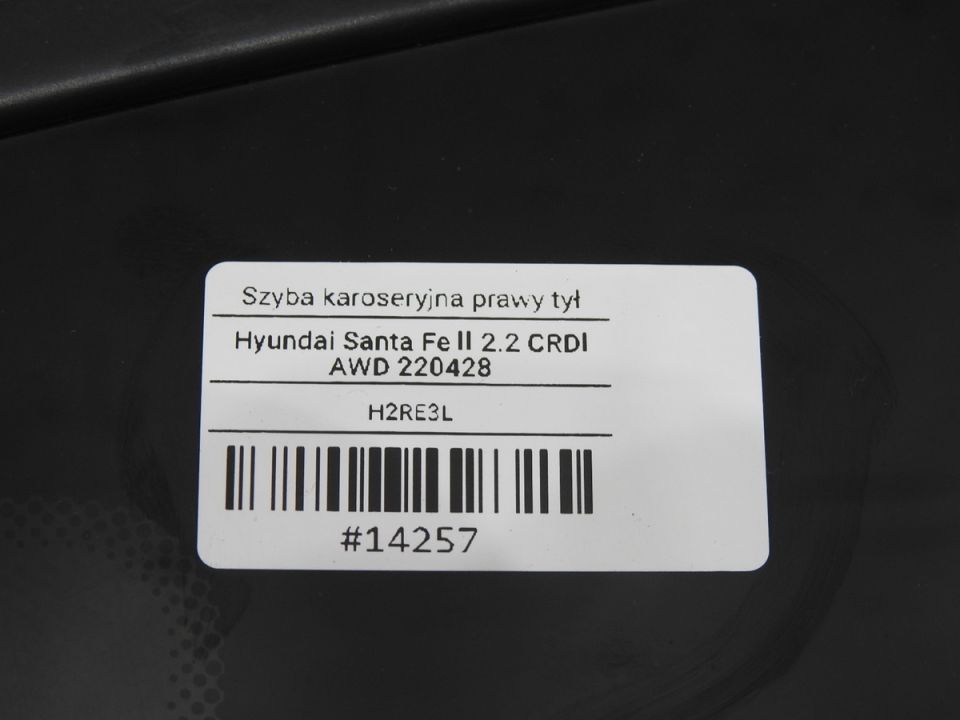 Szyba karoseryjna prawy tył
Hyundai Santa Fe II 2.2 CRDI
AWD 220428
H2RE3L
#14257